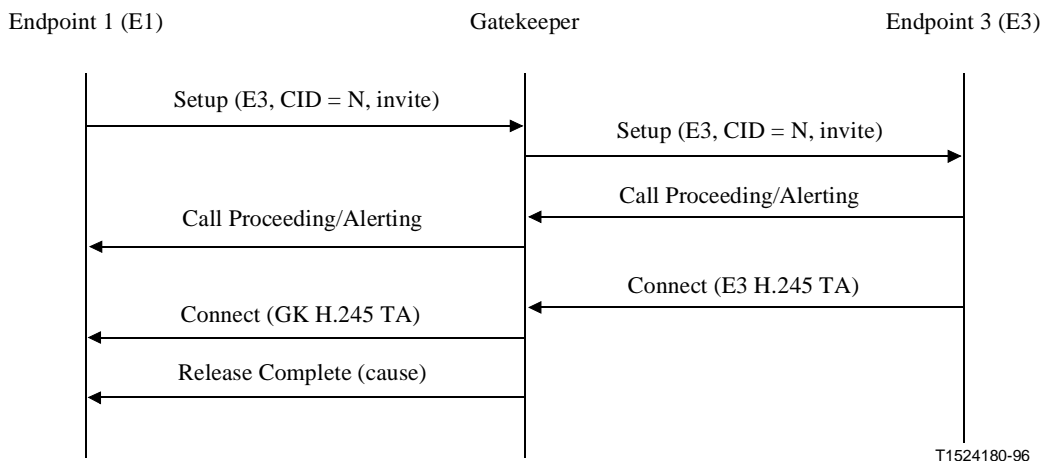 Endpoint 1 (E1)
Gatekeeper
Endpoint 3 (E3)
Setup (E3, CID = N, invite)
Setup (E3, CID = N, invite)
Call Proceeding/Alerting
Call Proceeding/Alerting
Connect (E3 H.245 TA)
Connect (GK H.245 TA)
Release Complete (cause)
T1524180-96